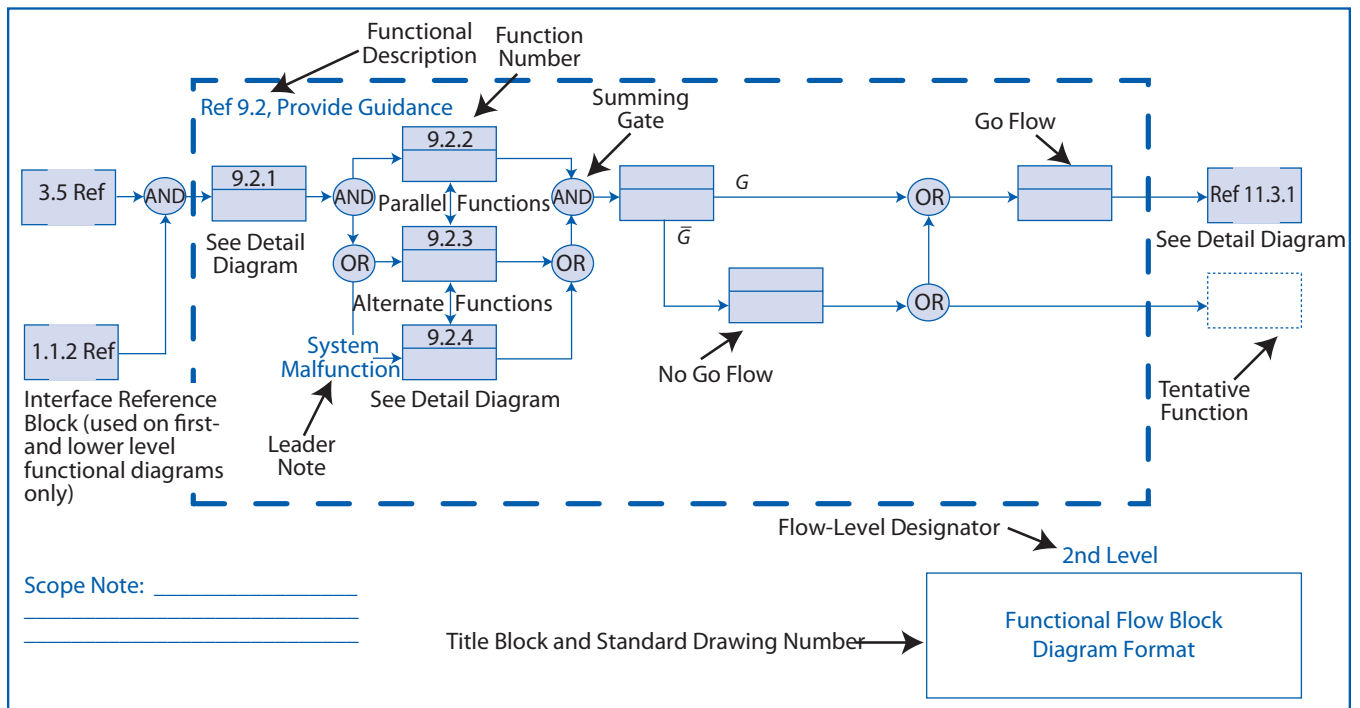 Functional
Description
Function
Number
Ref 9.2, Provide Guidance
Summing
Gate
Go Flow
9.2.2
3.5 Ref
AND
9.2.1
AND
AND
G
OR
Ref 11.3.1
Parallel Functions
See Detail
Diagram
9.2.3
G̅
See Detail Diagram
OR
OR
Alternate Functions
OR
1.1.2 Ref
System
Malfunction
9.2.4
No Go Flow
See Detail Diagram
Tentative
Function
Interface Reference
Block (used on first-
and lower level
functional diagrams
only)
Leader
Note
Flow-Level Designator
2nd Level
Scope Note: _________________
Title Block and Standard Drawing Number
Functional Flow Block
Diagram Format